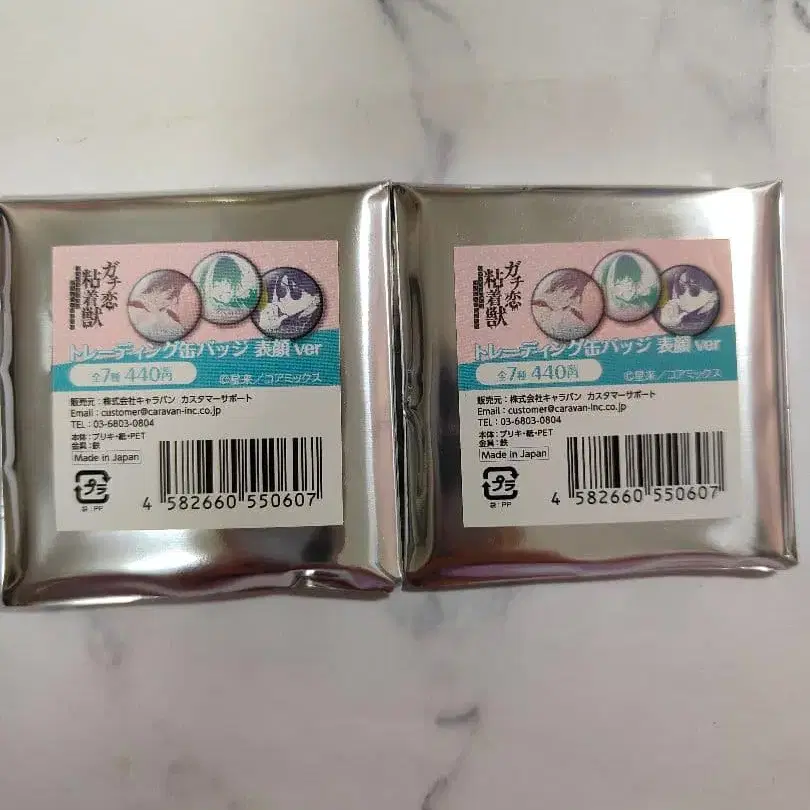 ガチ恋
粘着獣
トレーディング缶バッジ 表顔 ver
全7種 440円
©星来/コアミックス
販売元:株式会社キャラバン カスタマーサポート
Email:customer@caravan-inc.co.jp
TEL:03-6803-0804
本体:ブリキ・紙・PET
金具:鉄
Made in Japan
プラ
袋:PP
4 582660 550607
ガチ恋
粘着獣
トレーディング缶バッジ 表顔 ver
全7種 440円
©星来/コアミックス
販売元:株式会社キャラバン カスタマーサポート
Email:customer@caravan-inc.co.jp
TEL:03-6803-0804
本体:ブリキ・紙・PET
金具:鉄
Made in Japan
プラ
袋:PP
4 582660 550607